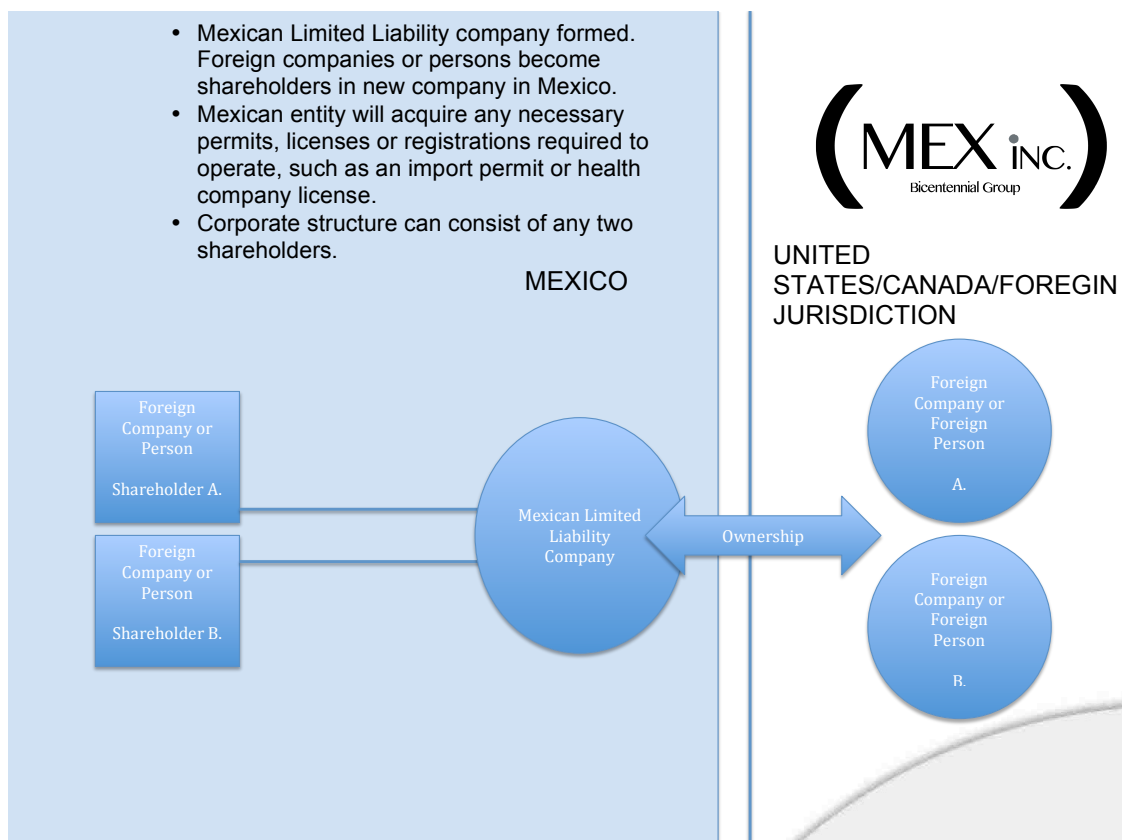 • Mexican Limited Liability company formed.
Foreign companies or persons become
shareholders in new company in Mexico.
• Mexican entity will acquire any necessary
permits, licenses or registrations required to
operate, such as an import permit or health
company license.
• Corporate structure can consist of any two
shareholders.
MEXICO
(MEX iNC.)
Bicentennial Group
UNITED
STATES/CANADA/FOREGIN
JURISDICTION
Foreign
Company or
Person
Shareholder A.
Foreign
Company or
Person
Shareholder B.
Mexican Limited
Liability
Company
Ownership
Foreign
Company or
Foreign
Person
A.
Foreign
Company or
Foreign
Person
B.